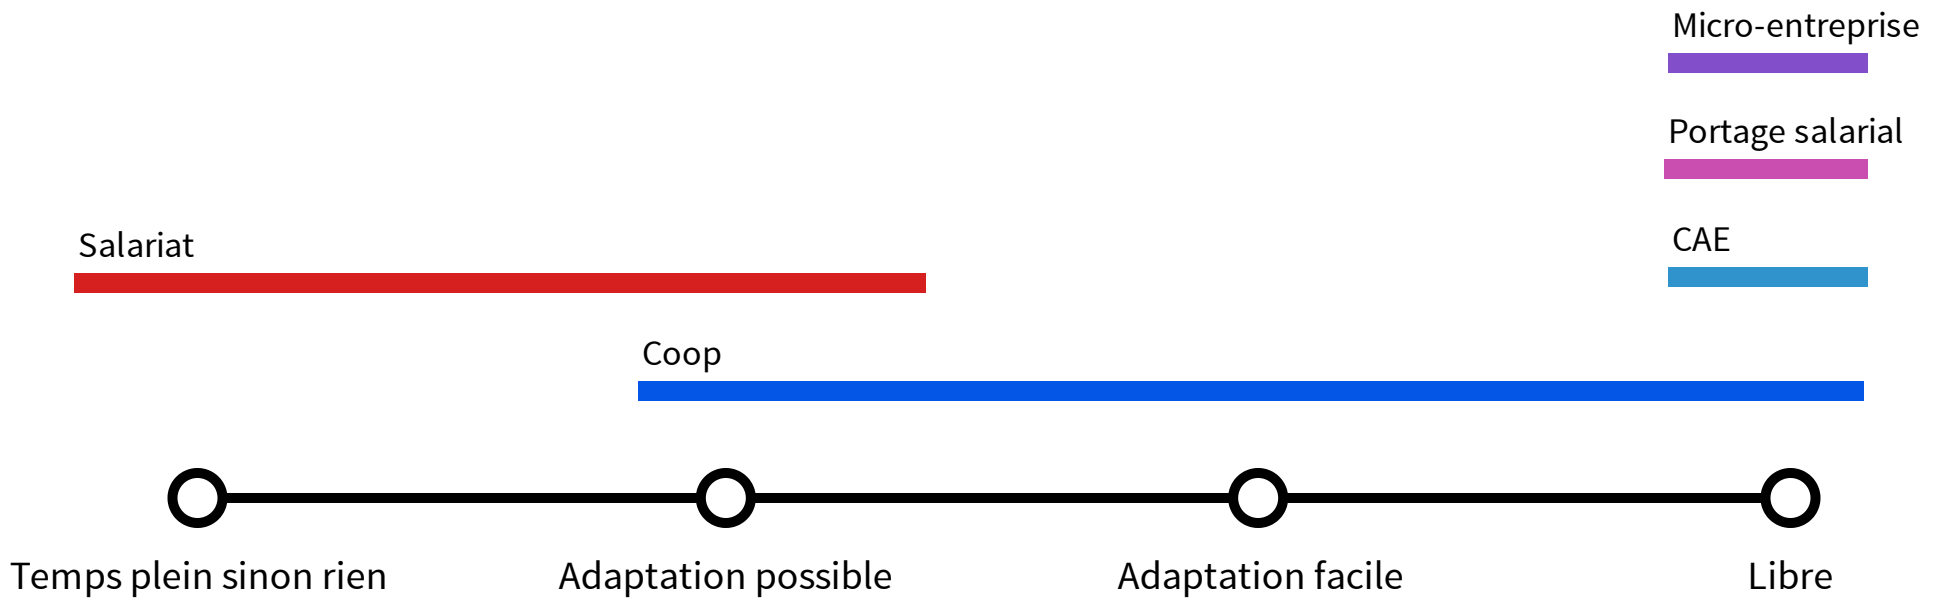 Micro-entreprise
Portage salarial
Salariat
CAE
Coop
Temps plein sinon rien
Adaptation possible
Adaptation facile
Libre